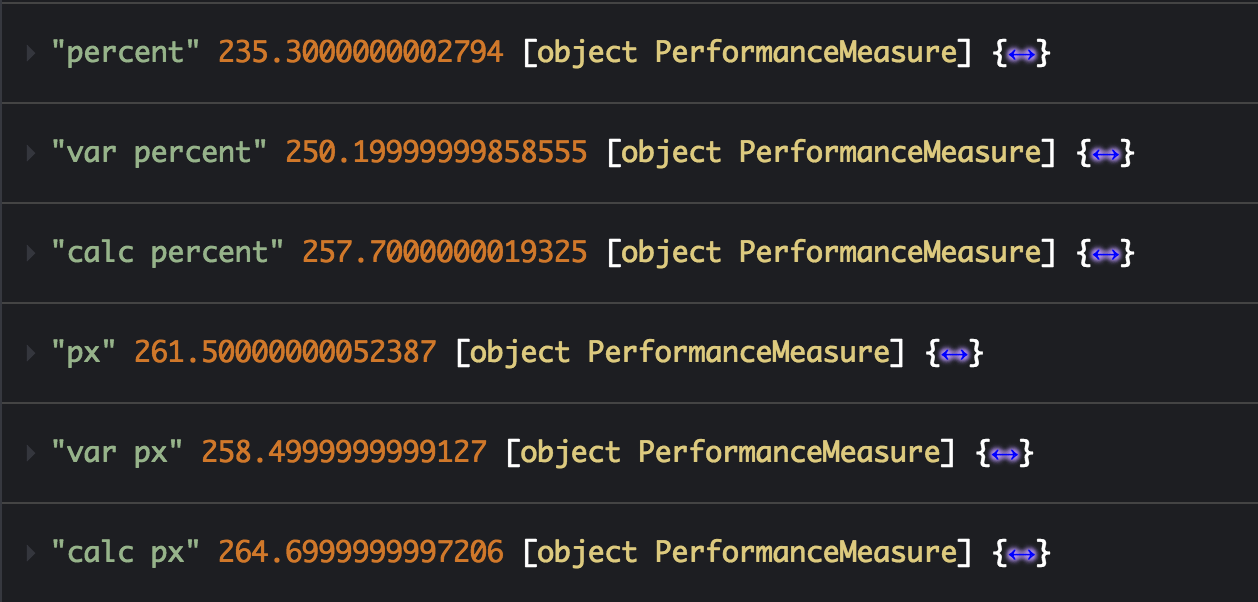 "percent" 235.3000000002794 [object PerformanceMeasure] {↔}
"var percent" 250.19999999858555 [object PerformanceMeasure] {↔}
"calc percent" 257.7000000019325 [object PerformanceMeasure] {↔}
"px" 261.50000000052387 [object PerformanceMeasure] {↔}
"var px" 258.4999999999127 [object PerformanceMeasure] {↔}
"calc px" 264.6999999997206 [object PerformanceMeasure] {↔}